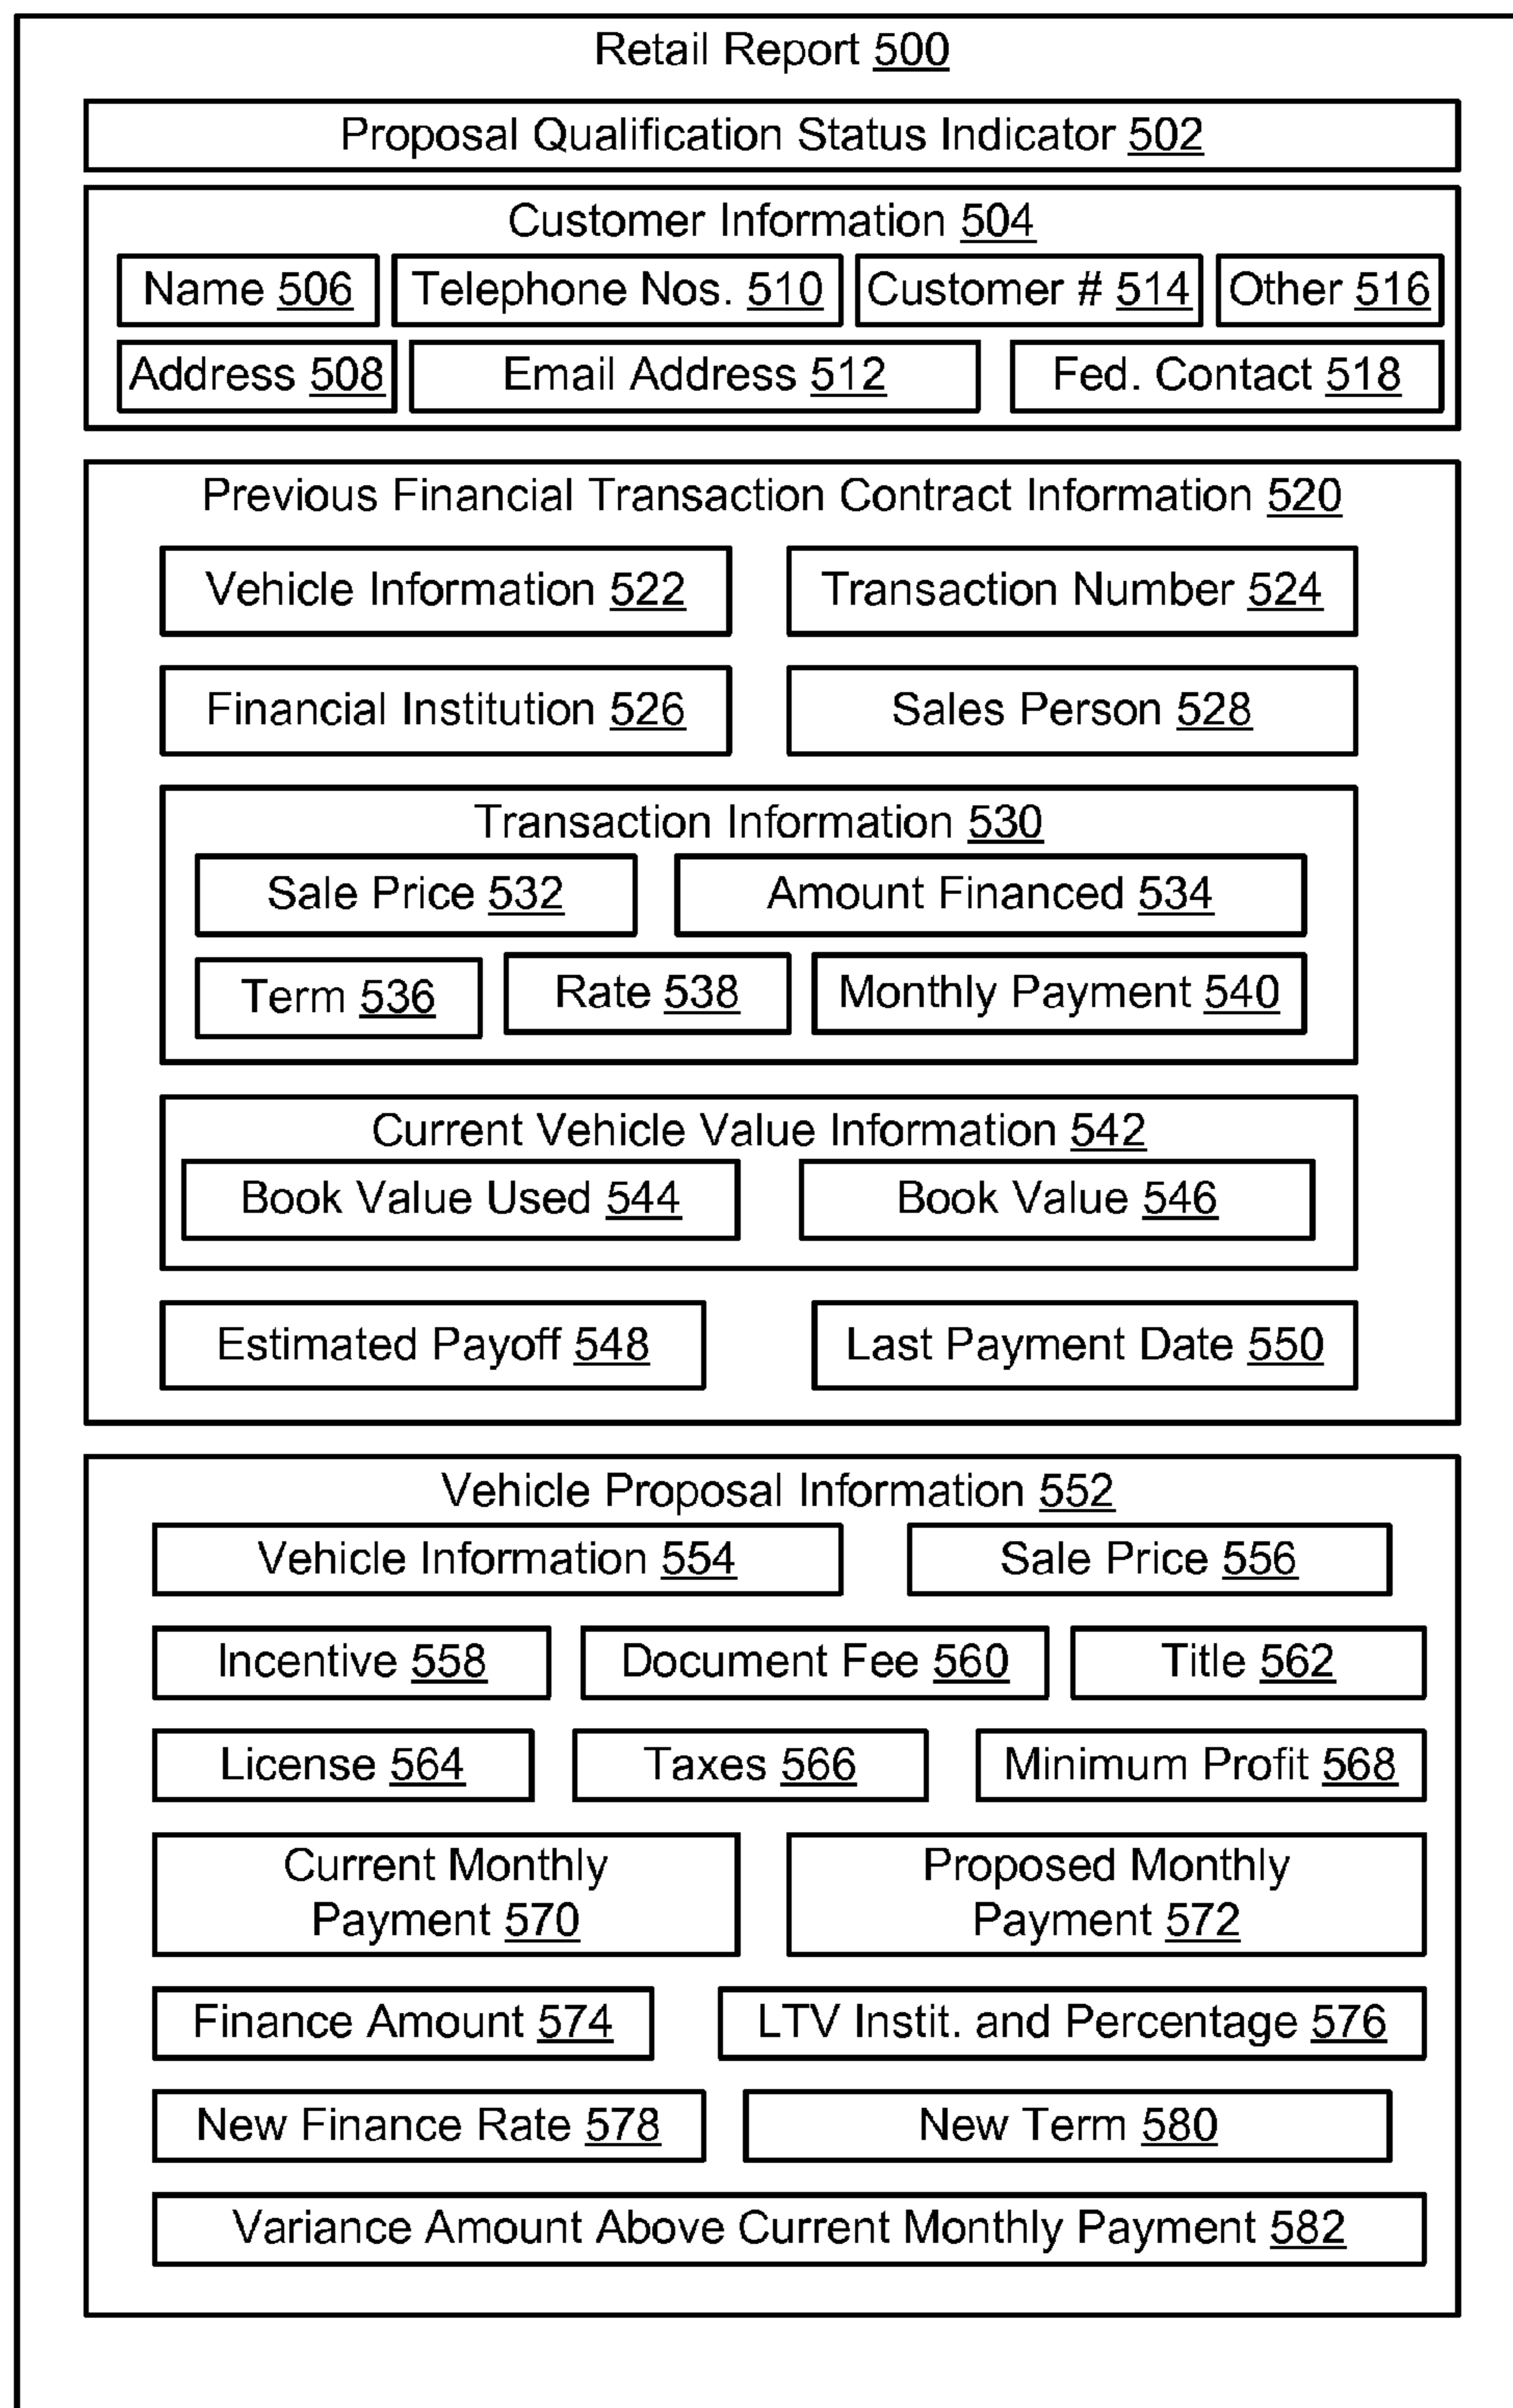 Retail Report 500
Proposal Qualification Status Indicator 502
Customer Information 504
Name 506
Telephone Nos. 510
Customer # 514
Other 516
Address 508
Email Address 512
Fed. Contact 518
Previous Financial Transaction Contract Information 520
Vehicle Information 522
Transaction Number 524
Financial Institution 526
Sales Person 528
Transaction Information 530
Sale Price 532
Amount Financed 534
Term 536
Rate 538
Monthly Payment 540
Current Vehicle Value Information 542
Book Value Used 544
Book Value 546
Estimated Payoff 548
Last Payment Date 550
Vehicle Proposal Information 552
Vehicle Information 554
Sale Price 556
Incentive 558
Document Fee 560
Title 562
License 564
Taxes 566
Minimum Profit 568
Current Monthly
Payment 570
Proposed Monthly
Payment 572
Finance Amount 574
LTV Instit. and Percentage 576
New Finance Rate 578
New Term 580
Variance Amount Above Current Monthly Payment 582